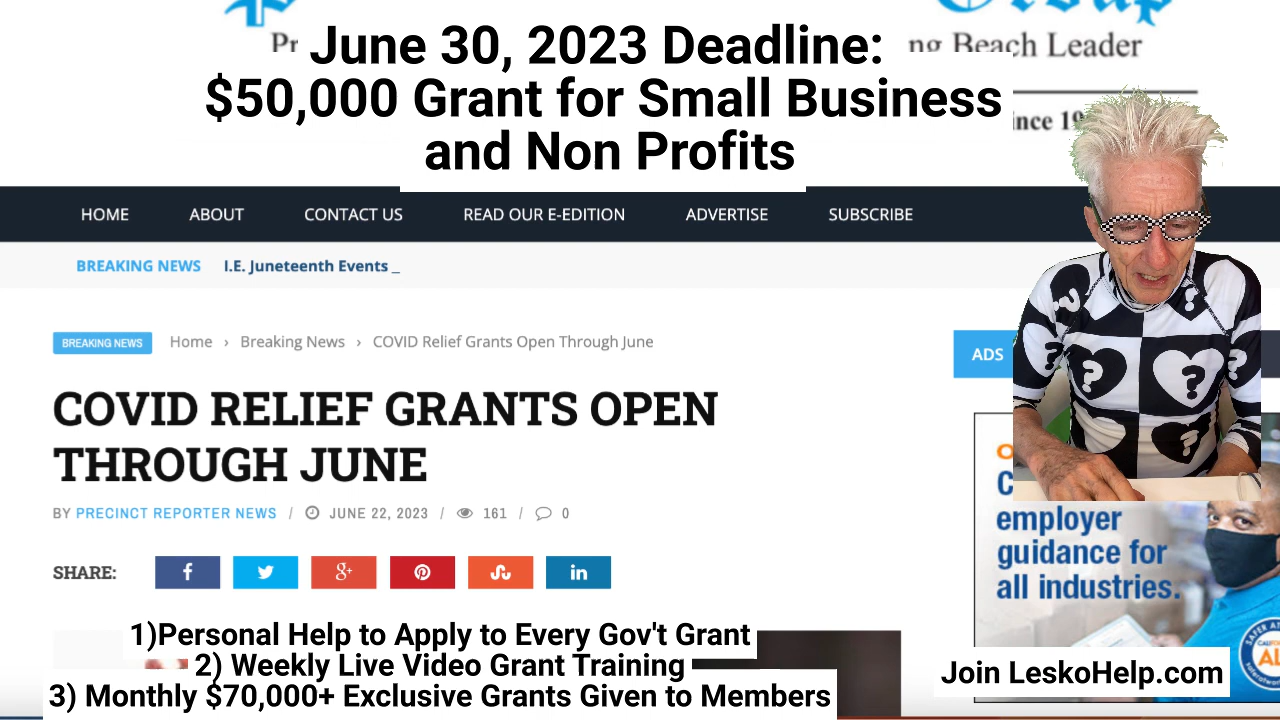 June 30, 2023 Deadline:
$50,000 Grant for Small Business
and Non Profits
Pr
ng Beach Leader
ince 19
HOME ABOUT CONTACT US READ OUR E-EDITION ADVERTISE SUBSCRIBE
BREAKING NEWS I.E. Juneteenth Events _
BREAKING NEWS Home › Breaking News › COVID Relief Grants Open Through June
ADS
COVID RELIEF GRANTS OPEN
THROUGH JUNE
BY PRECINCT REPORTER NEWS / JUNE 22, 2023 / 161 / 0
SHARE:
employer
guidance for
all industries.
1)Personal Help to Apply to Every Gov't Grant
2) Weekly Live Video Grant Training
3) Monthly $70,000+ Exclusive Grants Given to Members
Join LeskoHelp.com